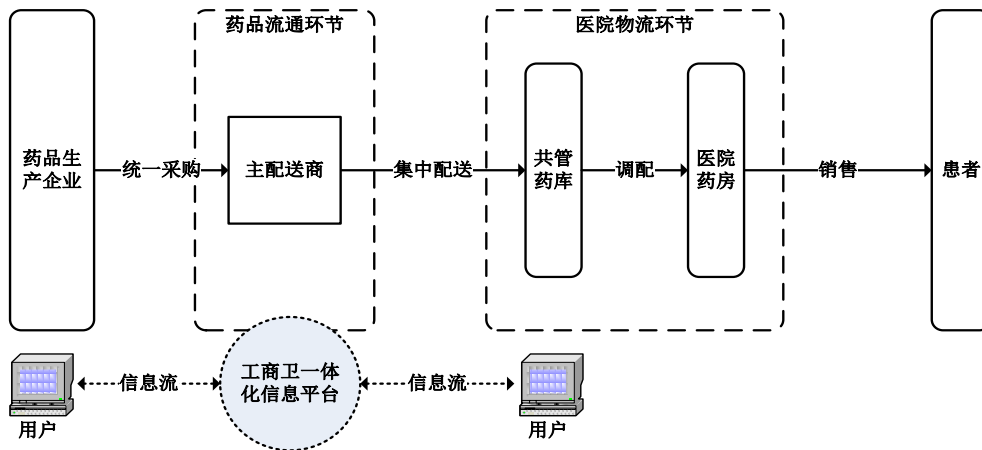 药品流通环节
医院物流环节
药品生
产企业
统一采购
主配送商
集中配送
共管
药库
调配
医院
药房
销售
患者
信息流
工商卫一体
化信息平台
信息流
用户
用户